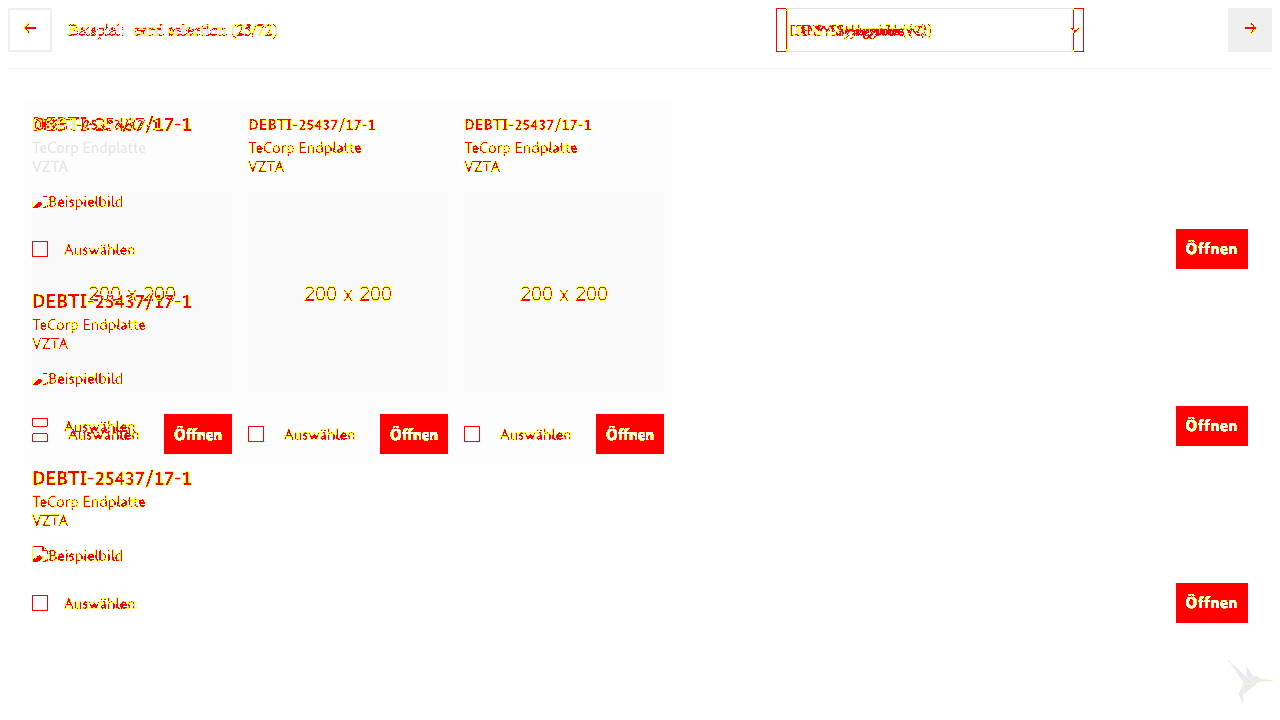 Beispiel: card selection (23/72)
DEBTI-25437/17-1
TeCorp Endplatte
VZTA
DEBTI-25437/17-1
TeCorp Endplatte
VZTA
DEBTI-25437/17-1
TeCorp Endplatte
VZTA
Beispielbild
Auswählen
Öffnen
200 x 200
200 x 200
200 x 200
DEBTI-25437/17-1
TeCorp Endplatte
VZTA
Beispielbild
Auswählen
Öffnen
Auswählen
Öffnen
Auswählen
Öffnen
Auswählen
Öffnen
DEBTI-25437/17-1
TeCorp Endplatte
VZTA
Beispielbild
Auswählen
Öffnen